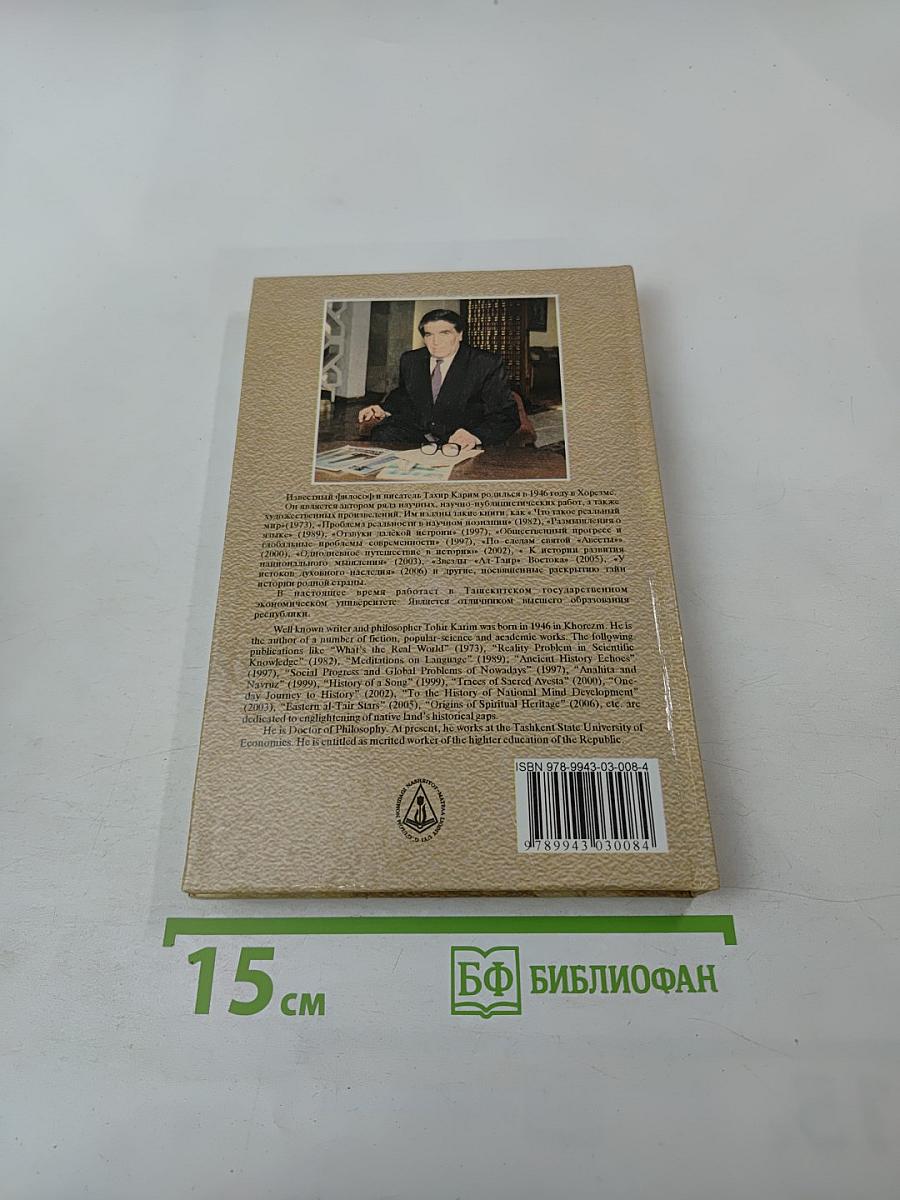 Известный философ и писатель Тахир Карим родилься в 1946 году в Хорезме.
Он является автором ряда научных, научно-публицистических работ, а также
художественных произведений. Им изданы такие книги, как « Что такое реальный
мир»(1973), «Проблема реальности в научном познании» (1982), «Размышления о
языке» (1989), «Отзвуки далекой истроии» (1997), «Общественный прогресс и
глобальные проблемы современности» (1997), «По следам святой «Авесты»»
(2000), «Однодневное путешествие в историю» (2002), « К истории развития
национального мышления» (2003), «Звезды «Ал-Таир» Востока» (2005), «У
истоков духовного наследия» (2006) и другие, посвященные раскрытию тайн
истории родной страны.
В настоящее время работает в Ташкентском государственном
экономическом университете. Является отличником высшего образования
республики.
Well known writer and philosopher Tohir Karim was born in 1946 in Khorezm. He is
the author of a number of fiction, popular-science and academic works. The following
publications like “What's the Real World” (1973), “Reality Problem in Scientific
Knowledge” (1982), “Meditations on Language” (1989), “Ancient History Echoes”
(1997), “Social Progress and Global Problems of Nowadays” (1997), “Anahita and
Navruz” (1999), “History of a Song” (1999), “Traces of Sacred Avesta” (2000), “One-
day Journey to History” (2002), “To the History of National Mind Development”
(2003), “Eastern al-Tair Stars” (2005), “Origins of Spiritual Heritage” (2006), etc. are
dedicated to englightening of native land's historical gaps.
He is Doctor of Philosophy. At present, he works at the Tashkent State University of
Economics. He is entitled as merited worker of the highter education of the Republic.
ISBN 978-9943-03-008-4
9 789943 030084
15 см
БФ БИБЛИОФАН